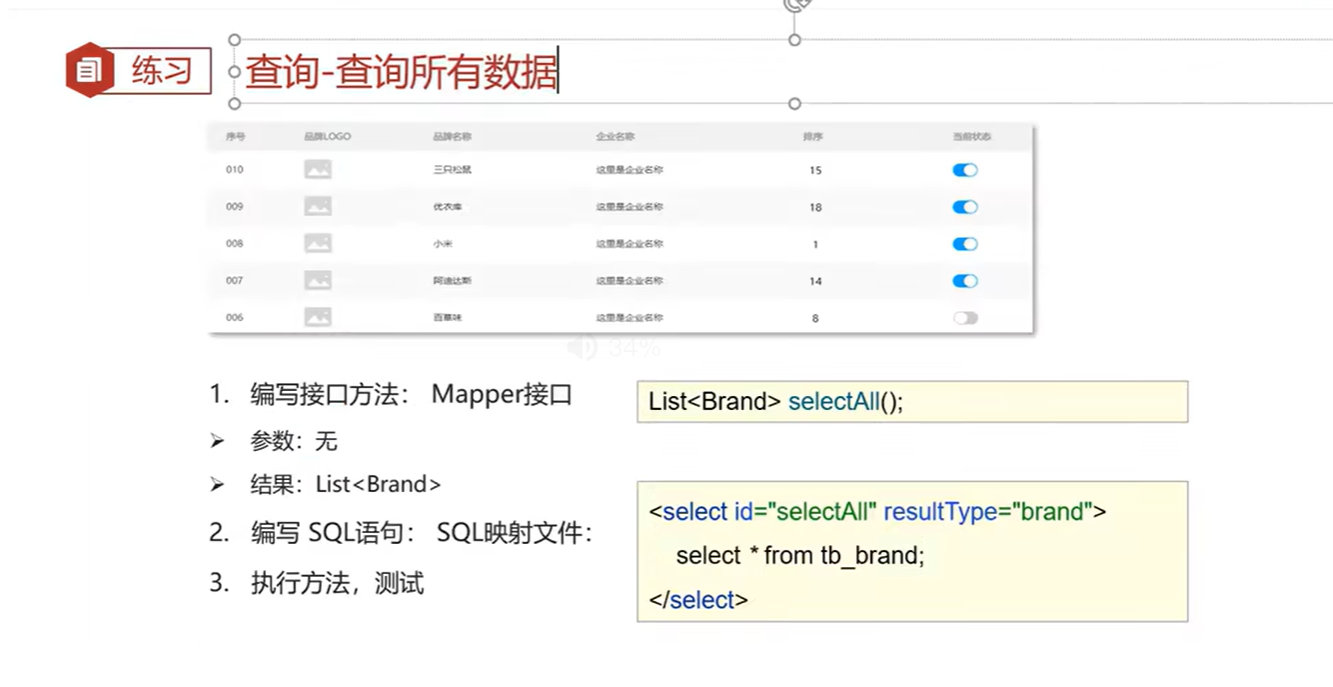 练习
查询-查询所有数据
序号 品牌LOGO 品牌名称 企业名称 排序 当前状态
010 三只松鼠 这里是企业名称 15
009 优衣库 这里是企业名称 18
008 小米 这里是企业名称 1
007 阿迪达斯 这里是企业名称 14
006 百草味 这里是企业名称 8
34%
1. 编写接口方法： Mapper接口
➢ 参数：无
➢ 结果：List<Brand>
2. 编写 SQL语句： SQL映射文件：
3. 执行方法，测试
List<Brand> selectAll();
<select id="selectAll" resultType="brand">
select * from tb_brand;
</select>